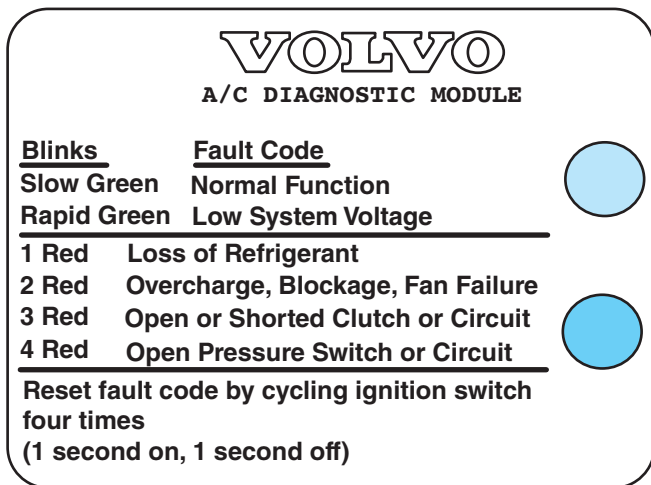 VOLVO
A/C DIAGNOSTIC MODULE
Blinks Fault Code
Slow Green Normal Function
Rapid Green Low System Voltage
1 Red Loss of Refrigerant
2 Red Overcharge, Blockage, Fan Failure
3 Red Open or Shorted Clutch or Circuit
4 Red Open Pressure Switch or Circuit
Reset fault code by cycling ignition switch
four times
(1 second on, 1 second off)